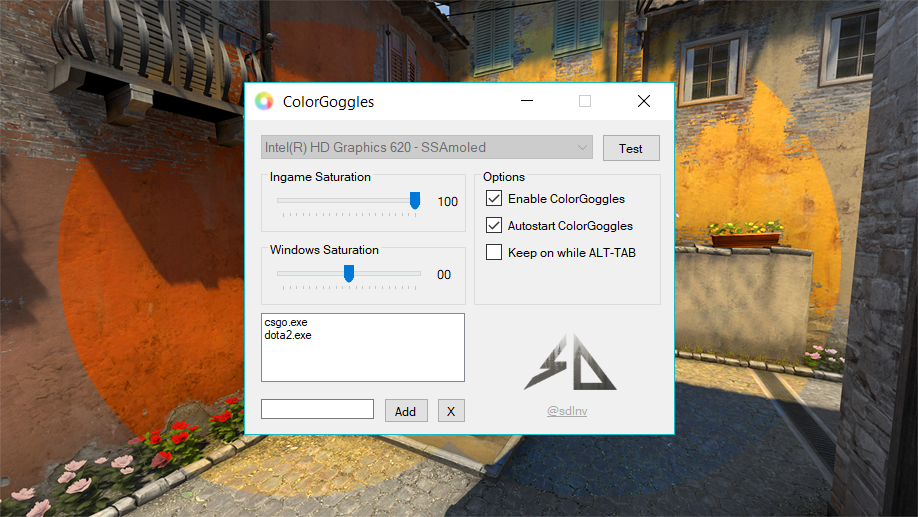 ColorGoggles
Intel(R) HD Graphics 620 - SSAmoled
Test
Ingame Saturation
100
Options
Enable ColorGoggles
Autostart ColorGoggles
Keep on while ALT-TAB
Windows Saturation
00
csgo.exe
dota2.exe
Add
X
@sdlnv